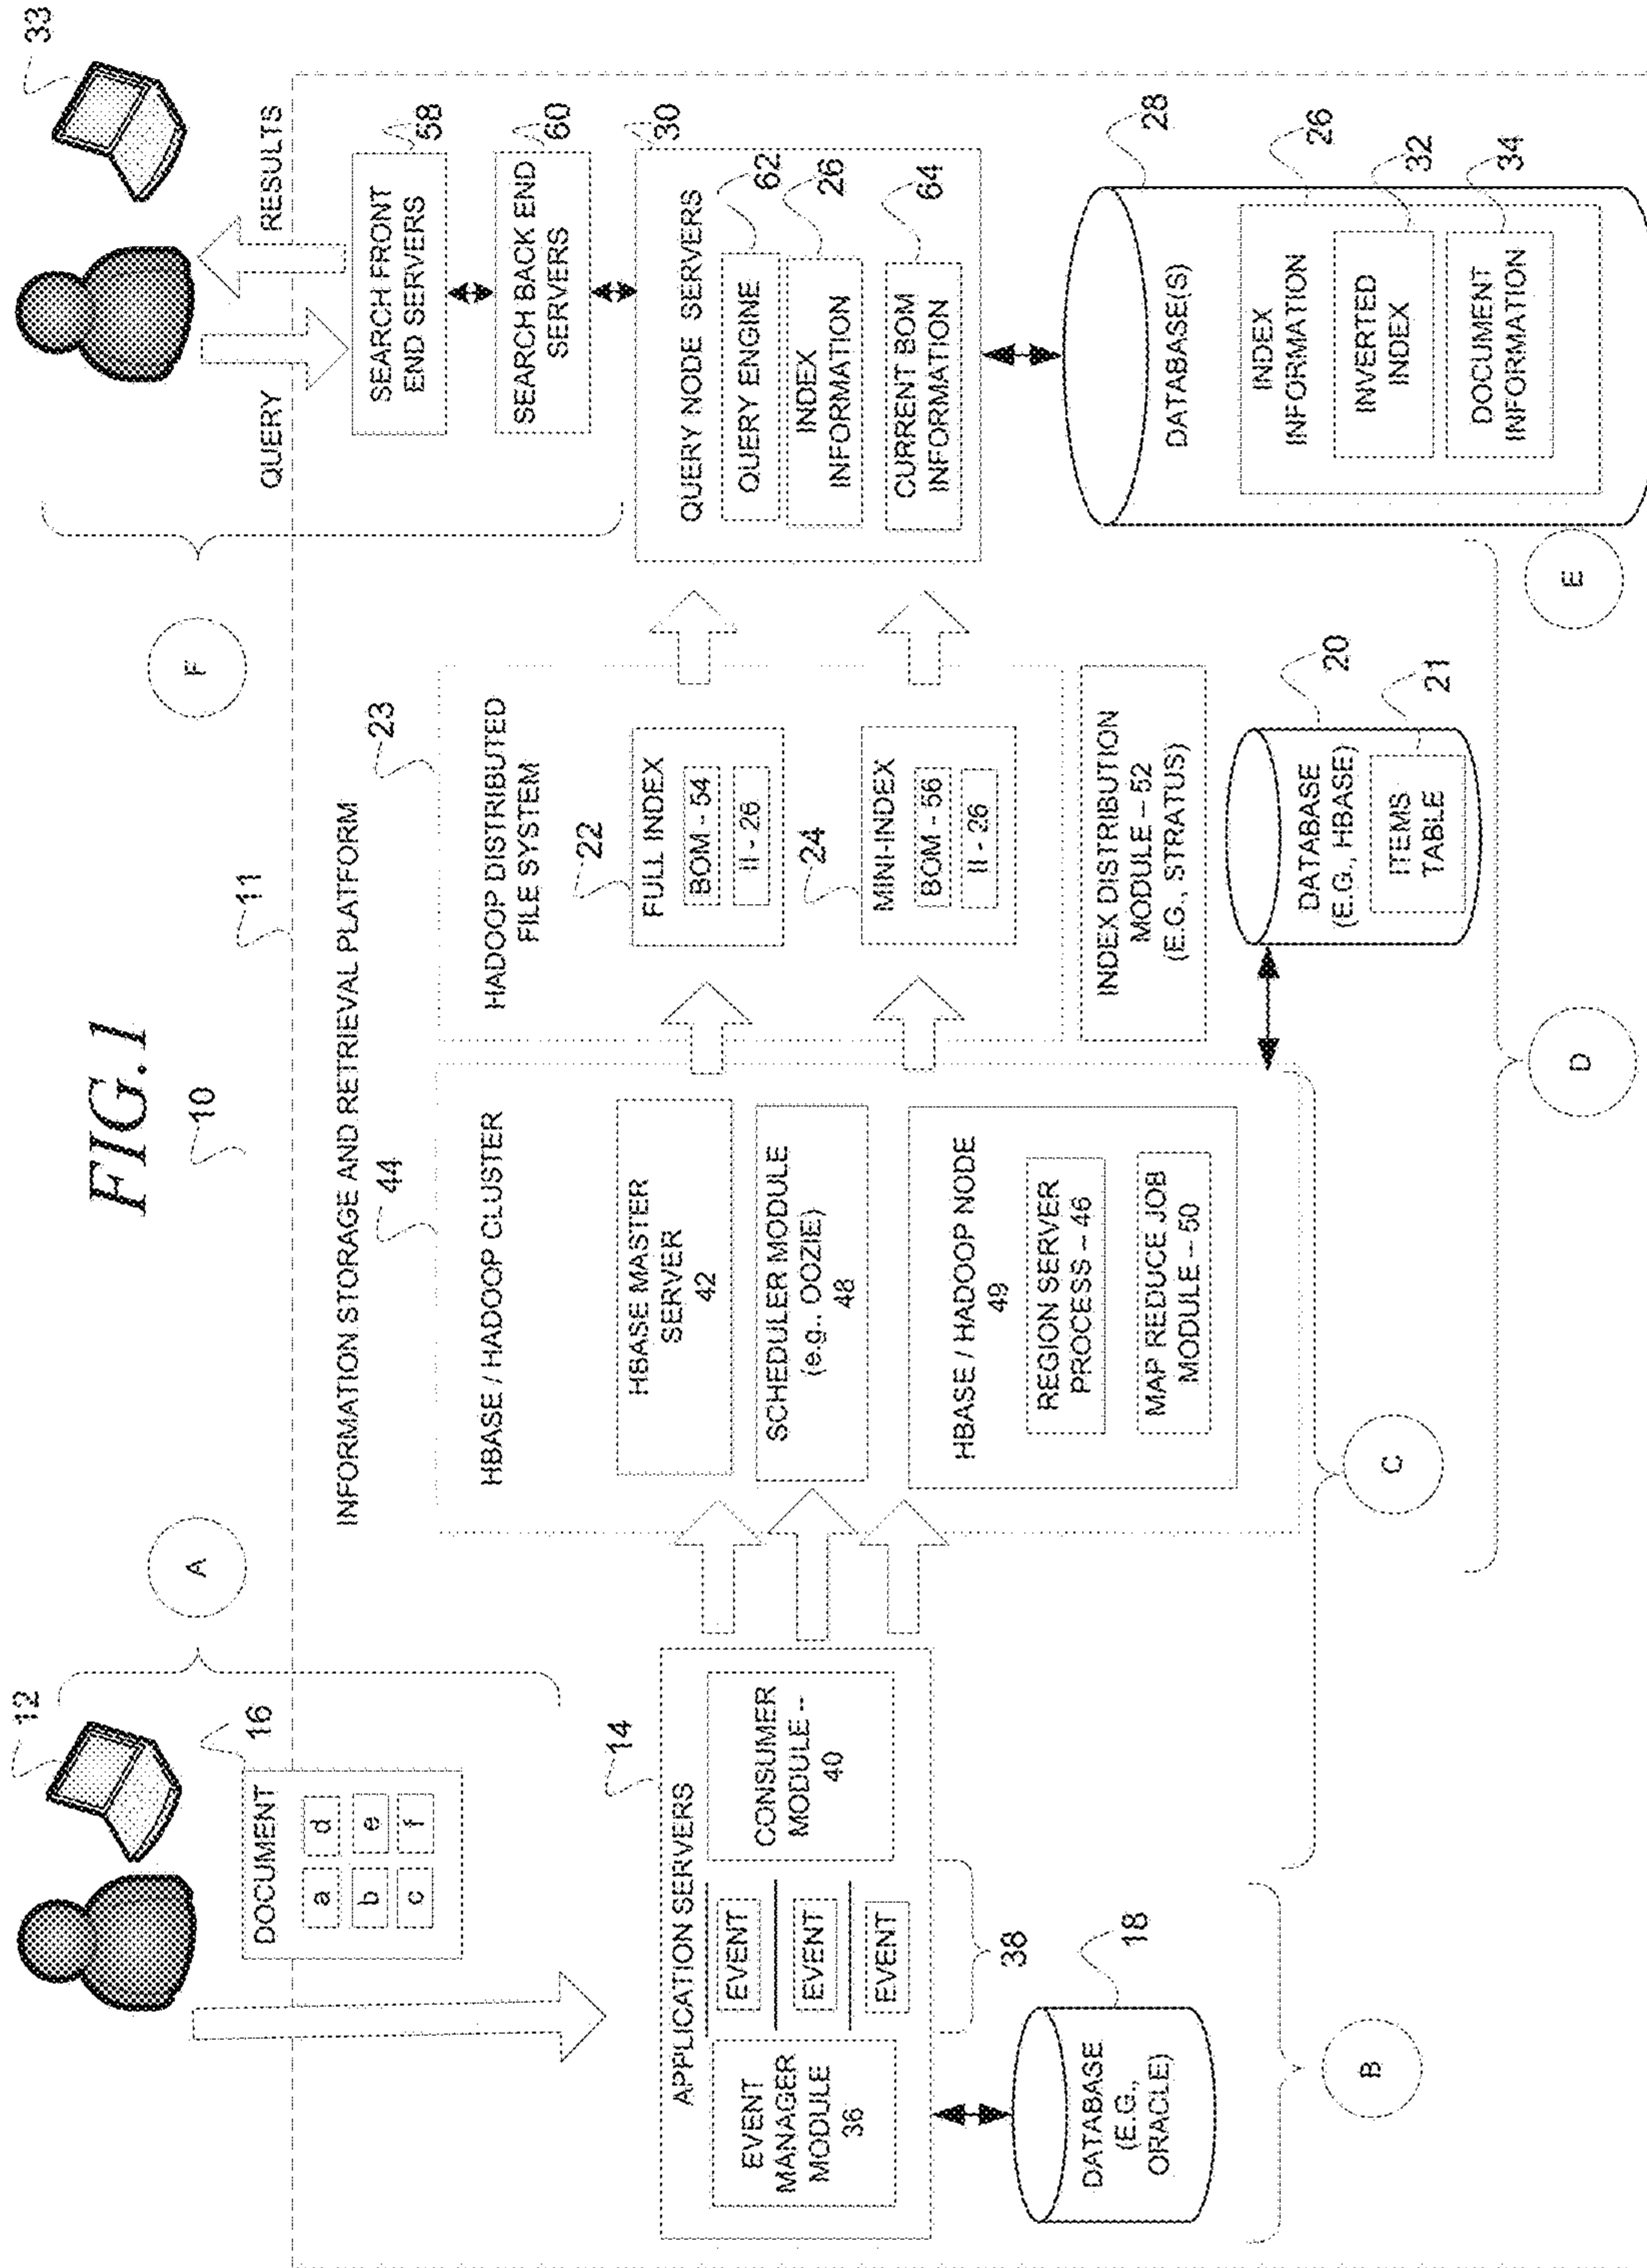 FIG. 1
10
11
12
16
DOCUMENT
a d
b e
c f
A
F
QUERY
RESULTS
33
INFORMATION STORAGE AND RETRIEVAL PLATFORM
14
APPLICATION SERVERS
EVENT
MANAGER
MODULE
36
EVENT
EVENT
EVENT
38
CONSUMER
MODULE --
40
DATABASE
(E.G.,
ORACLE)
18
B
44
HBASE / HADOOP CLUSTER
HBASE MASTER
SERVER
42
SCHEDULER MODULE
(e.g., OOZIE)
48
HBASE / HADOOP NODE
49
REGION SERVER
PROCESS – 46
MAP REDUCE JOB
MODULE – 50
C
23
HADOOP DISTRIBUTED
FILE SYSTEM
22
FULL INDEX
BOM - 54
II - 26
24
MINI-INDEX
BOM - 56
II - 26
INDEX DISTRIBUTION
MODULE – 52
(E.G., STRATUS)
DATABASE
(E.G., HBASE)
20
ITEMS
TABLE
21
D
SEARCH FRONT
END SERVERS
58
SEARCH BACK END
SERVERS
60
30
QUERY NODE SERVERS
QUERY ENGINE
62
INDEX
INFORMATION
26
CURRENT BOM
INFORMATION
64
28
DATABASE(S)
INDEX
INFORMATION
26
INVERTED
INDEX
32
DOCUMENT
INFORMATION
34
E